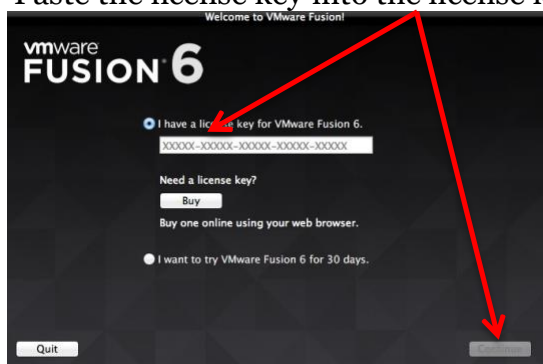 Paste the license key into the license
Welcome to VMware Fusion!
vmware
FUSION 6
I have a license key for VMware Fusion 6.
XXXXX-XXXXX-XXXXX-XXXXX-XXXXX
Need a license key?
Buy
Buy one online using your web browser.
I want to try VMware Fusion 6 for 30 days.
Quit
Continue